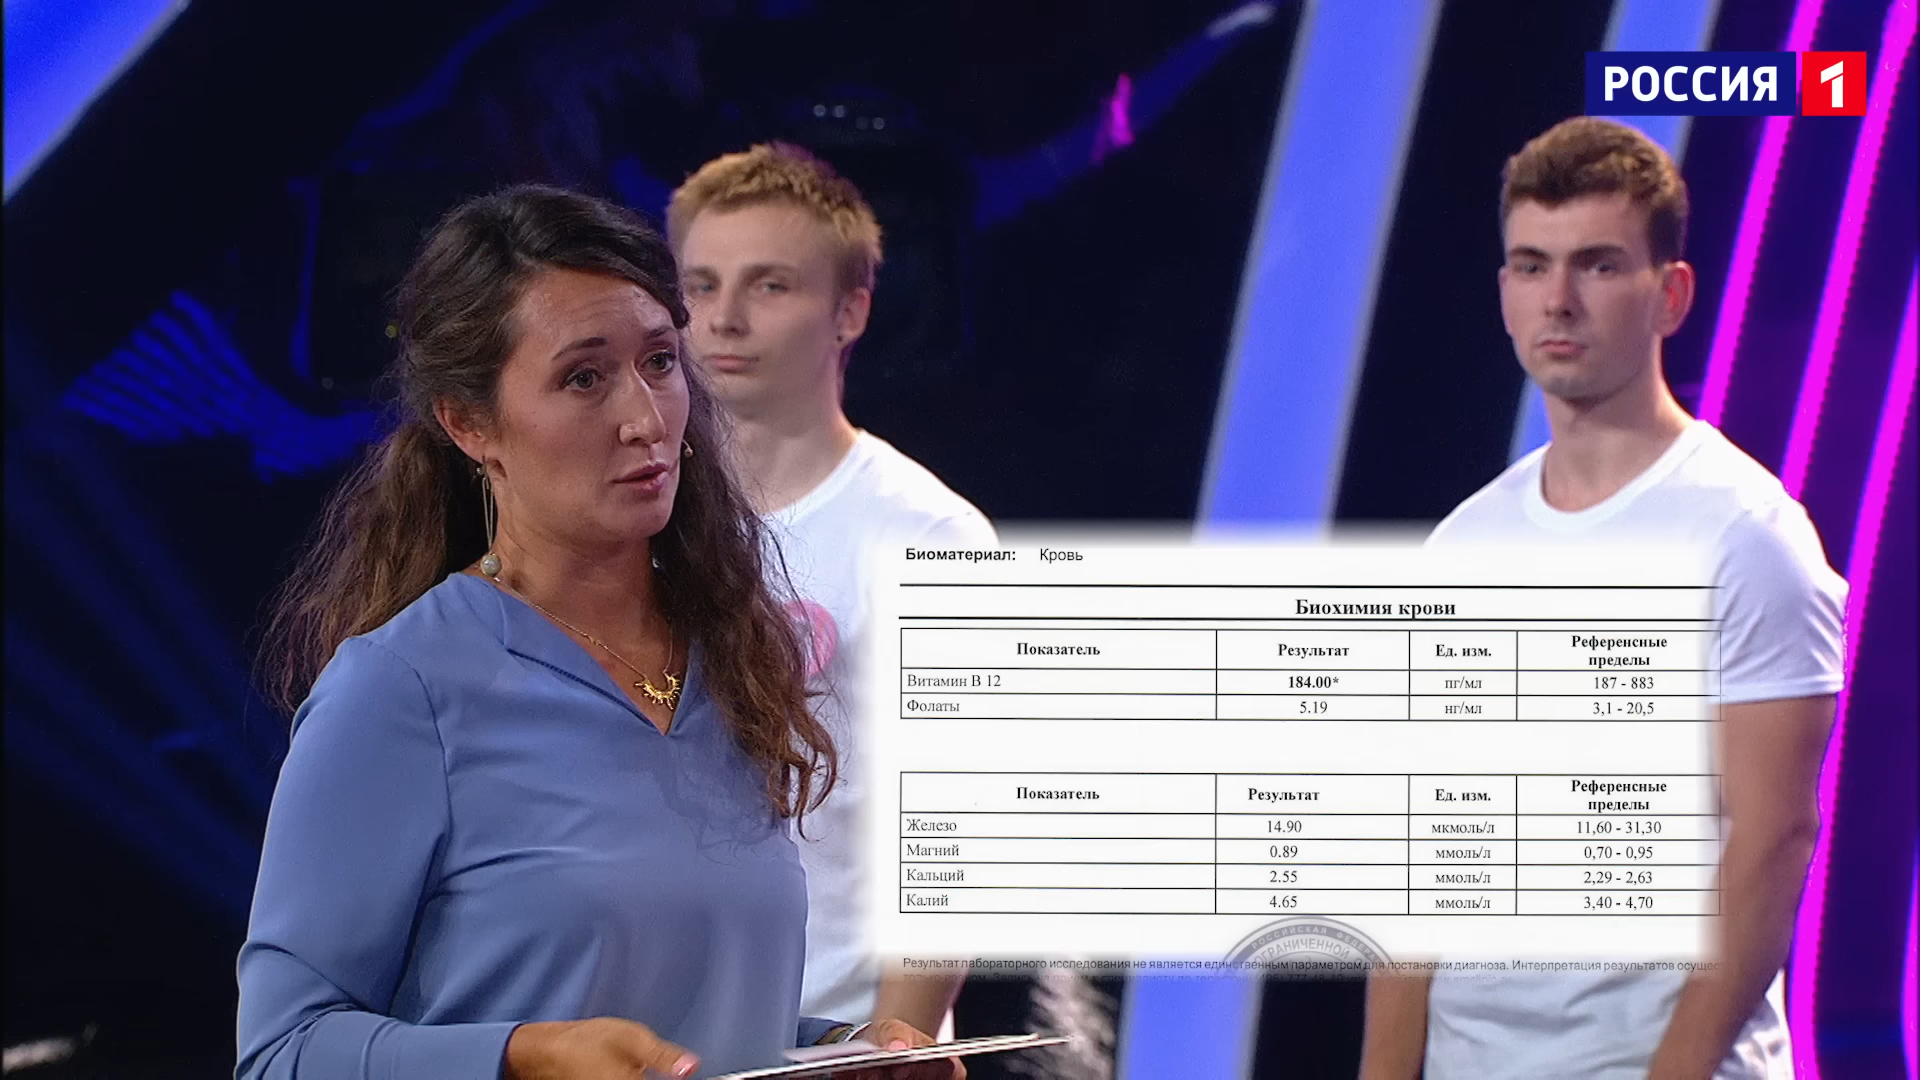 РОССИЯ 1
Биоматериал: Кровь
Биохимия крови
Показатель Результат Ед. изм. Референсные пределы
Витамин В 12 184.00* пг/мл 187 - 883
Фолаты 5.19 нг/мл 3,1 - 20,5
Показатель Результат Ед. изм. Референсные пределы
Железо 14.90 мкмоль/л 11,60 - 31,30
Магний 0.89 ммоль/л 0,70 - 0,95
Кальций 2.55 ммоль/л 2,29 - 2,63
Калий 4.65 ммоль/л 3,40 - 4,70
РОССИЙСКАЯ
ОГРАНИЧЕННОЙ
Результат лабораторного исследования не является единственным параметром для постановки диагноза. Интерпретация результатов